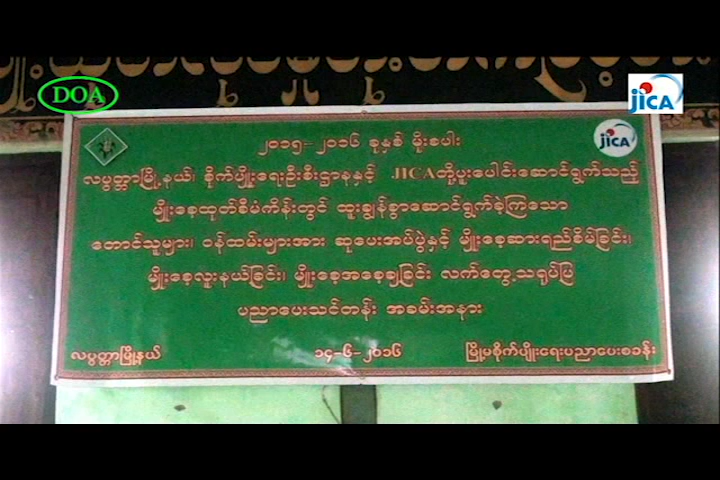 DOA
JICA
JICA
၂၀၁၅-၂၀၁၆ ခုနှစ် မိုးစပါး
လပွတ္တာမြို့နယ်၊ စိုက်ပျိုးရေးဦးစီးဌာနနှင့် JICAတို့ပူးပေါင်းဆောင်ရွက်သည့်
မျိုးစေ့ထုတ်စီမံကိန်းတွင် ထူးချွန်စွာဆောင်ရွက်ခဲ့ကြသော
တောင်သူများ၊ ဝန်ထမ်းများအား ဆုပေးအပ်ပွဲနှင့် မျိုးစေ့ဆားရည်စိမ်ခြင်း၊
မျိုးစေ့လူးနယ်ခြင်း၊ မျိုးစေ့အစေ့ချခြင်း လက်တွေ့သရုပ်ပြ
ပညာပေးသင်တန်း အခမ်းအနား
လပွတ္တာမြို့နယ် ၁၄-၆-၂၀၁၆ မြို့မစိုက်ပျိုးရေးပညာပေးစခန်း